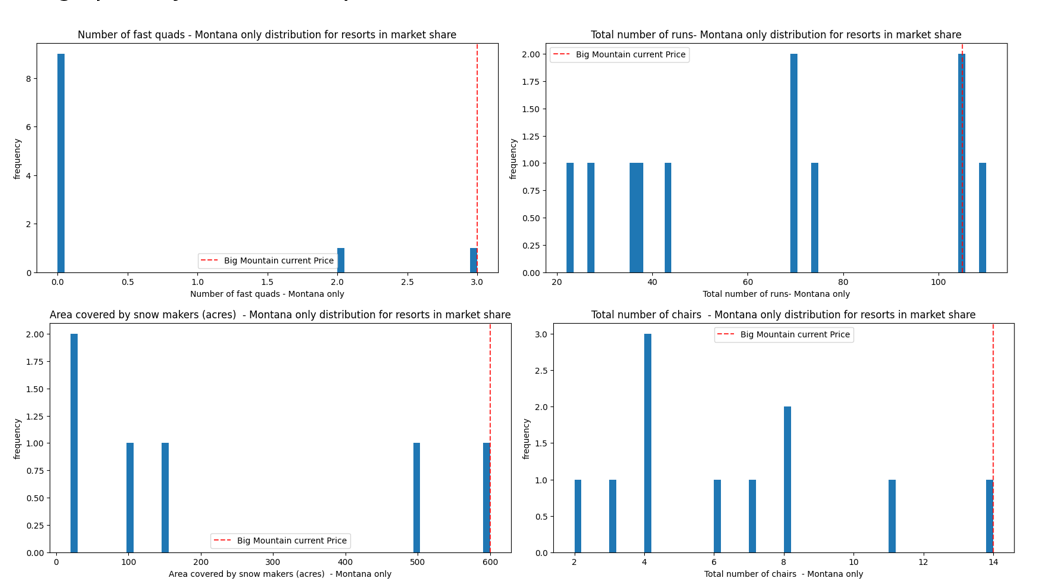 Number of fast quads - Montana only distribution for resorts in market share
frequency
8
6
4
2
0
Big Mountain current Price
0.0 0.5 1.0 1.5 2.0 2.5 3.0
Number of fast quads - Montana only
Total number of runs- Montana only distribution for resorts in market share
frequency
2.00
1.75
1.50
1.25
1.00
0.75
0.50
0.25
0.00
Big Mountain current Price
20 40 60 80 100
Total number of runs- Montana only
Area covered by snow makers (acres)  - Montana only distribution for resorts in market share
frequency
2.00
1.75
1.50
1.25
1.00
0.75
0.50
0.25
0.00
Big Mountain current Price
0 100 200 300 400 500 600
Area covered by snow makers (acres)  - Montana only
Total number of chairs  - Montana only distribution for resorts in market share
frequency
3.0
2.5
2.0
1.5
1.0
0.5
0.0
Big Mountain current Price
2 4 6 8 10 12 14
Total number of chairs  - Montana only